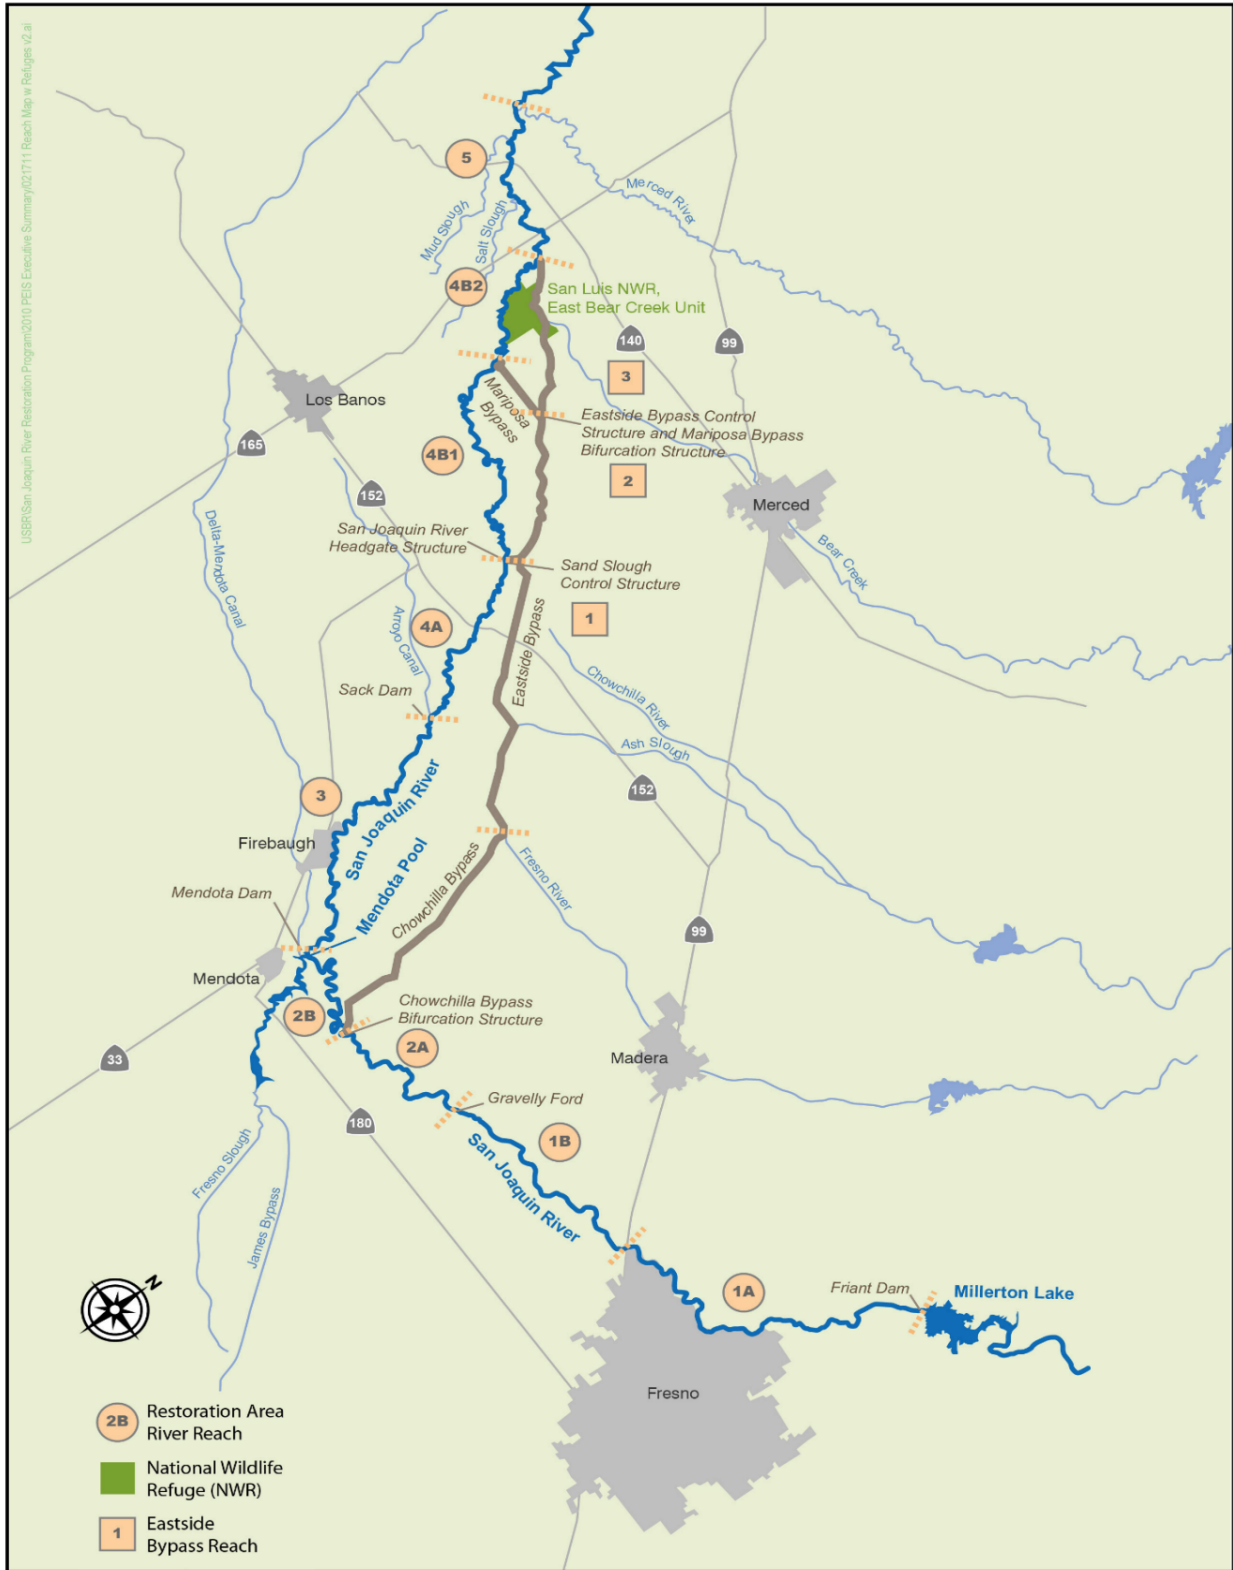 USBR\San Joaquin River Restoration Program\2010 PEIS Executive Summary\021711 Reach Map w Refuges v2.ai
5
Merced River
Mud Slough
Salt Slough
4B2
San Luis NWR,
East Bear Creek Unit
140
99
3
Los Banos
Mariposa
Bypass
Eastside Bypass Control
Structure and Mariposa Bypass
Bifurcation Structure
165
4B1
2
152
Merced
San Joaquin River
Headgate Structure
Delta-Mendota Canal
Sand Slough
Control Structure
Bear Creek
1
4A
Arroyo Canal
Eastside Bypass
Chowchilla River
Sack Dam
Ash Slough
152
3
San Joaquin River
Firebaugh
Mendota Pool
Chowchilla Bypass
Fresno River
Mendota Dam
99
Mendota
Chowchilla Bypass
Bifurcation Structure
2B
2A
33
Madera
Gravelly Ford
180
1B
Fresno Slough
San Joaquin River
James Bypass
N
1A
Friant Dam
Millerton Lake
Fresno
2B
Restoration Area
River Reach
National Wildlife
Refuge (NWR)
1
Eastside
Bypass Reach